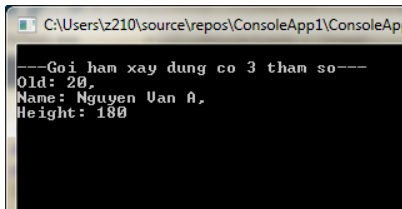 C:\Users\z210\source\repos\ConsoleApp1\ConsoleAp
---Goi ham xay dung co 3 tham so---
Old: 20,
Name: Nguyen Van A,
Height: 180